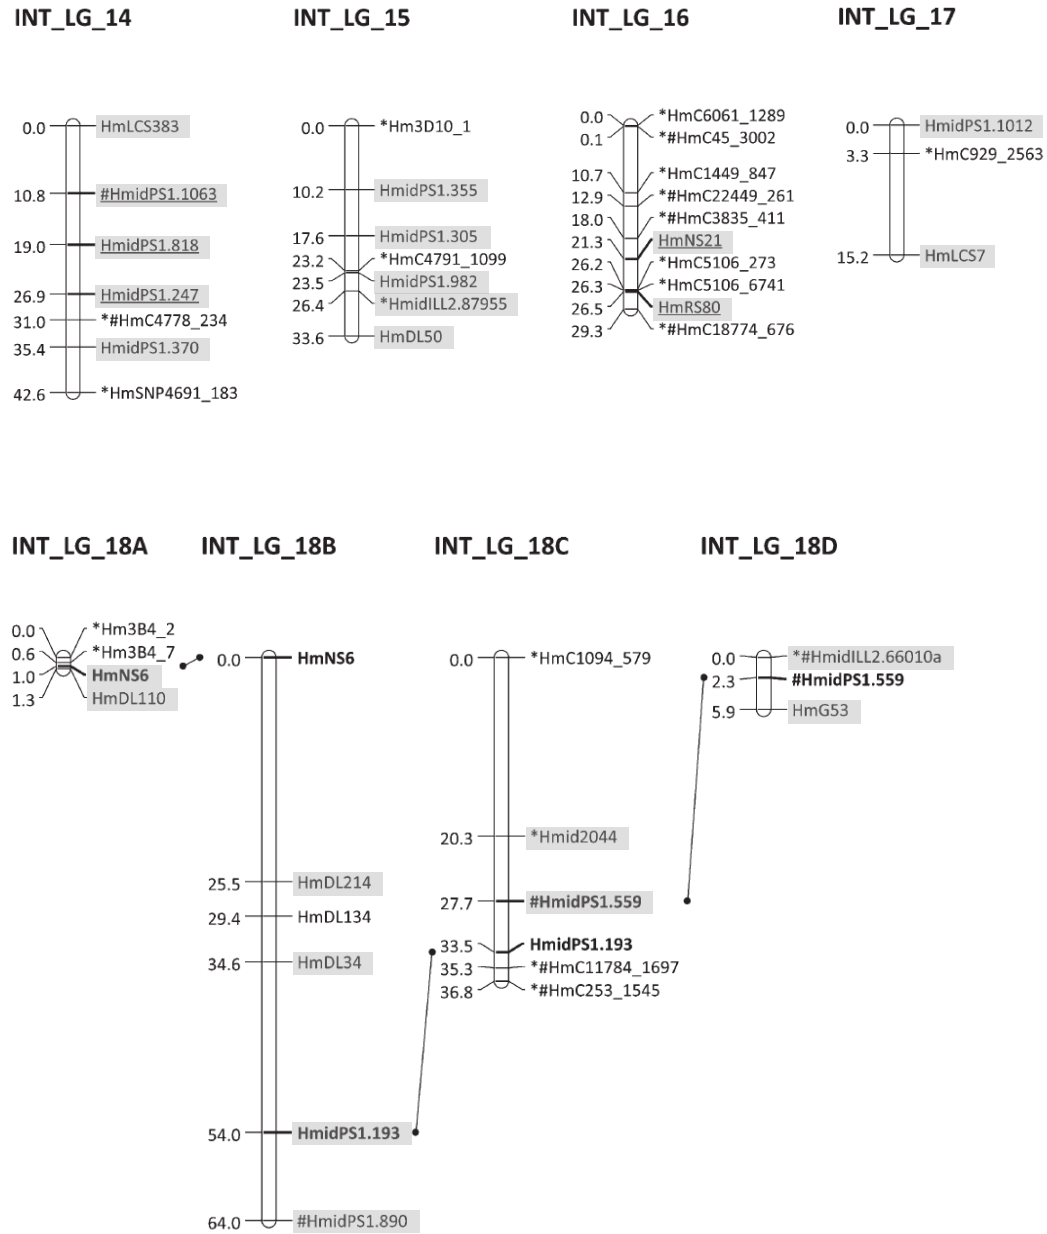 INT_LG_14
0.0 HmLCS383
10.8 #HmidPS1.1063
19.0 HmidPS1.818
26.9 HmidPS1.247
31.0 *#HmC4778_234
35.4 HmidPS1.370
42.6 *HmSNP4691_183
INT_LG_15
0.0 *Hm3D10_1
10.2 HmidPS1.355
17.6 HmidPS1.305
23.2 *HmC4791_1099
23.5 HmidPS1.982
26.4 *HmidILL2.87955
33.6 HmDL50
INT_LG_16
0.0 *HmC6061_1289
0.1 *#HmC45_3002
10.7 *HmC1449_847
12.9 *#HmC22449_261
18.0 *#HmC3835_411
21.3 HmNS21
26.2 *HmC5106_273
26.3 *HmC5106_6741
26.5 HmRS80
29.3 *#HmC18774_676
INT_LG_17
0.0 HmidPS1.1012
3.3 *HmC929_2563
15.2 HmLCS7
INT_LG_18A
0.0 *Hm3B4_2
0.6 *Hm3B4_7
1.0 HmNS6
1.3 HmDL110
INT_LG_18B
0.0 HmNS6
25.5 HmDL214
29.4 HmDL134
34.6 HmDL34
54.0 HmidPS1.193
64.0 #HmidPS1.890
INT_LG_18C
0.0 *HmC1094_579
20.3 *Hmid2044
27.7 #HmidPS1.559
33.5 HmidPS1.193
35.3 *#HmC11784_1697
36.8 *#HmC253_1545
INT_LG_18D
0.0 *#HmidILL2.66010a
2.3 #HmidPS1.559
5.9 HmG53